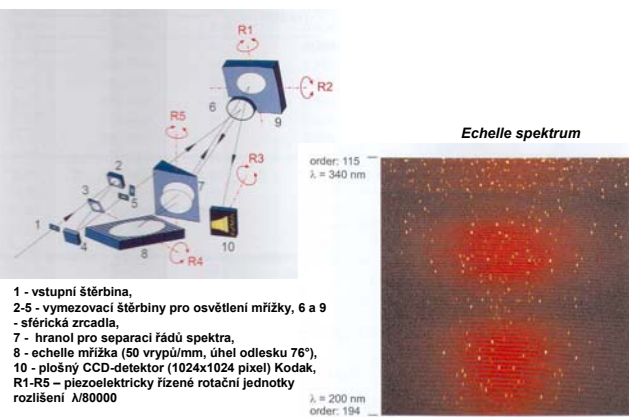 R1
R2
6
9
R5
R3
2
3
5
7
1
4
8
R4
10
Echelle spektrum
order: 115
λ = 340 nm
λ = 200 nm
order: 194
1 - vstupní štěrbina,
2-5 - vymezovací štěrbiny pro osvětlení mřížky, 6 a 9
- sférická zrcadla,
7 - hranol pro separaci řádů spektra,
8 - echelle mřížka (50 vrypů/mm, úhel odlesku 76°),
10 - plošný CCD-detektor (1024x1024 pixel) Kodak,
R1-R5 – piezoelektricky řízené rotační jednotky
rozlišení λ/80000